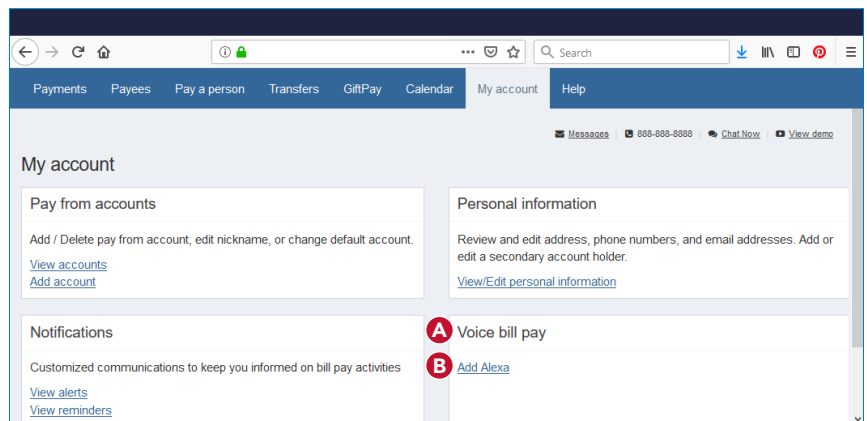 Search
Payments Payees Pay a person Transfers GiftPay Calendar My account Help
Messages 888-888-8888 Chat Now View demo
My account
Pay from accounts
Add / Delete pay from account, edit nickname, or change default account.
View accounts
Add account
Personal information
Review and edit address, phone numbers, and email addresses. Add or
edit a secondary account holder.
View/Edit personal information
Notifications
Customized communications to keep you informed on bill pay activities
View alerts
View reminders
A Voice bill pay
B Add Alexa